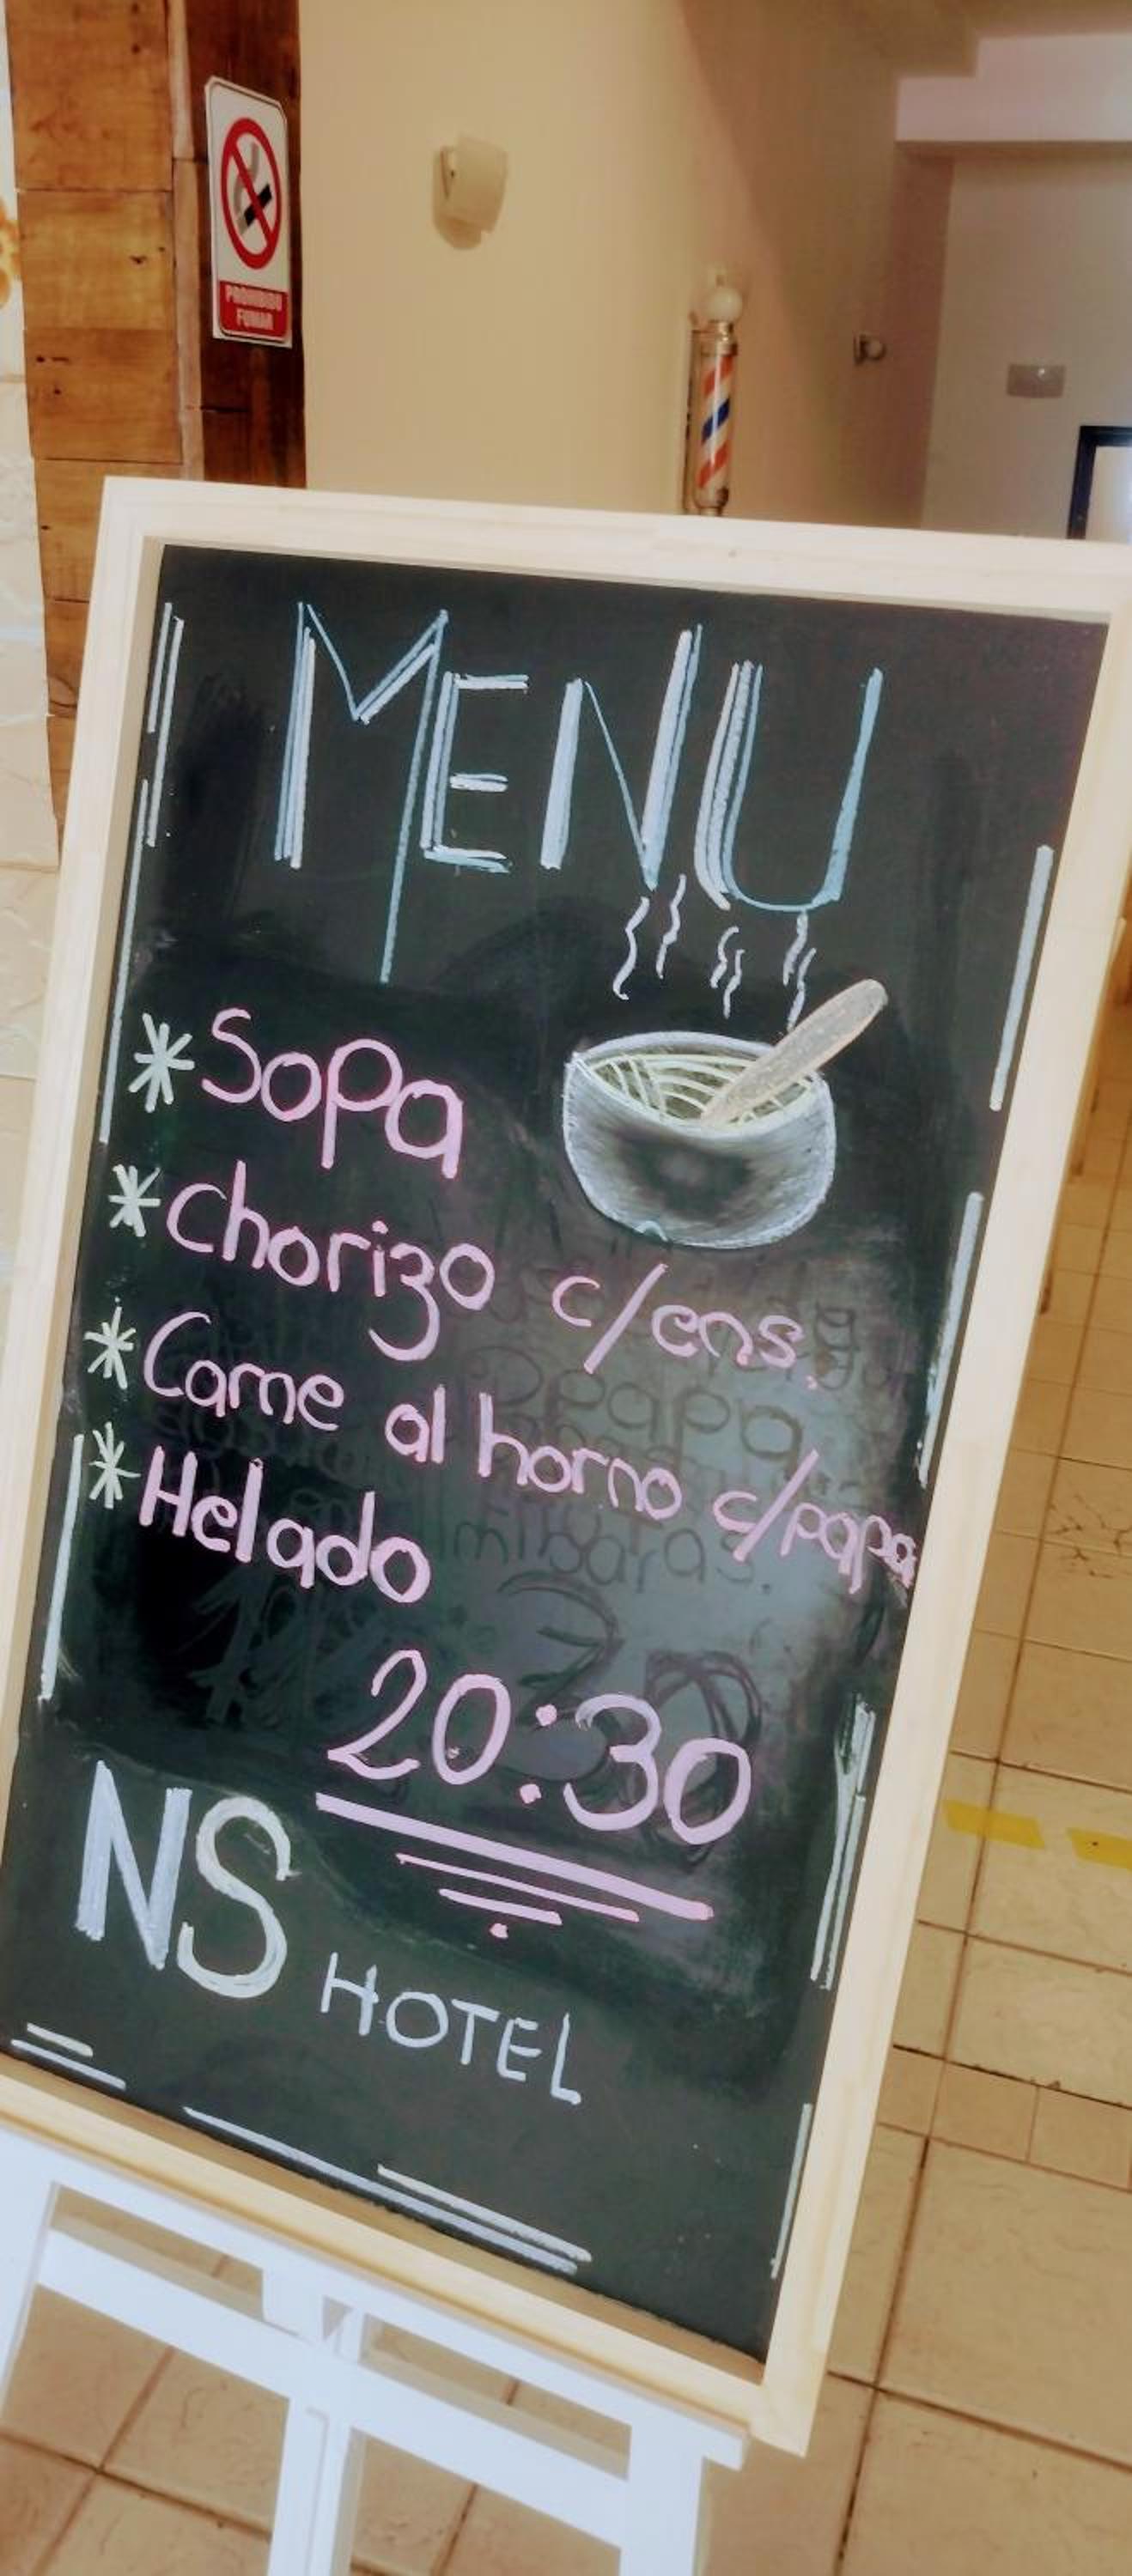 PROHIBIDO
FUMAR
MENU
* Sopa
* Chorizo c/ens.
* Carne al horno c/papa
* Helado
20:30
NS HOTEL